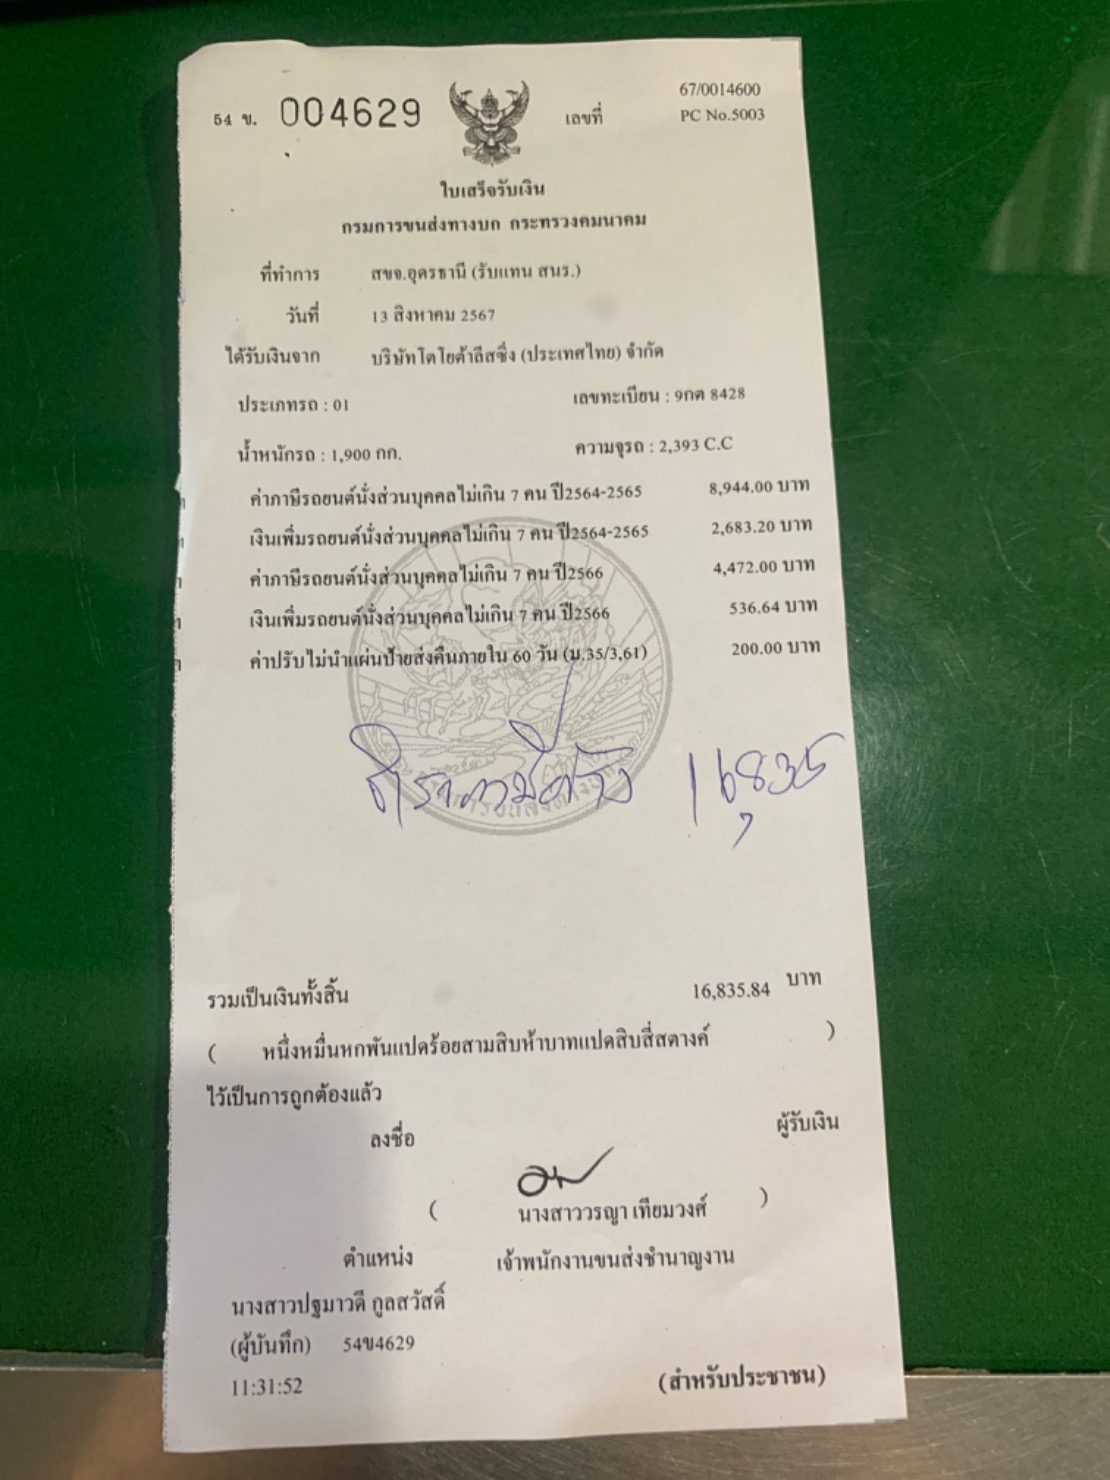 54 ข. 004629 เลขที่ 67/0014600
PC No.5003
ใบเสร็จรับเงิน
กรมการขนส่งทางบก กระทรวงคมนาคม
ที่ทำการ สขจ.อุดรธานี (รับแทน สนร.)
วันที่ 13 สิงหาคม 2567
ได้รับเงินจาก บริษัทโตโยต้าลีสซิ่ง (ประเทศไทย) จำกัด
ประเภทรถ : 01 เลขทะเบียน : 9กศ 8428
น้ำหนักรถ : 1,900 กก. ความจุรถ : 2,393 C.C
ค่าภาษีรถยนต์นั่งส่วนบุคคลไม่เกิน 7 คน ปี2564-2565 8,944.00 บาท
เงินเพิ่มรถยนต์นั่งส่วนบุคคลไม่เกิน 7 คน ปี2564-2565 2,683.20 บาท
ค่าภาษีรถยนต์นั่งส่วนบุคคลไม่เกิน 7 คน ปี2566 4,472.00 บาท
เงินเพิ่มรถยนต์นั่งส่วนบุคคลไม่เกิน 7 คน ปี2566 536.64 บาท
ค่าปรับไม่นำแผ่นป้ายส่งคืนภายใน 60 วัน (ม.35/3,61) 200.00 บาท
16,835
รวมเป็นเงินทั้งสิ้น 16,835.84 บาท
( หนึ่งหมื่นหกพันแปดร้อยสามสิบห้าบาทแปดสิบสี่สตางค์ )
ไว้เป็นการถูกต้องแล้ว
ลงชื่อ ผู้รับเงิน
( นางสาววรญา เทียมวงศ์ )
ตำแหน่ง เจ้าพนักงานขนส่งชำนาญงาน
นางสาวปฐมาวดี กูลสวัสดิ์
(ผู้บันทึก) 54ข4629
11:31:52 (สำหรับประชาชน)